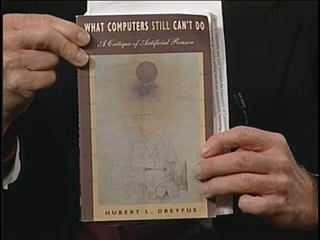 WHAT COMPUTERS STILL CAN'T DO
A Critique of Artificial Reason
HUBERT L. DREYFUS